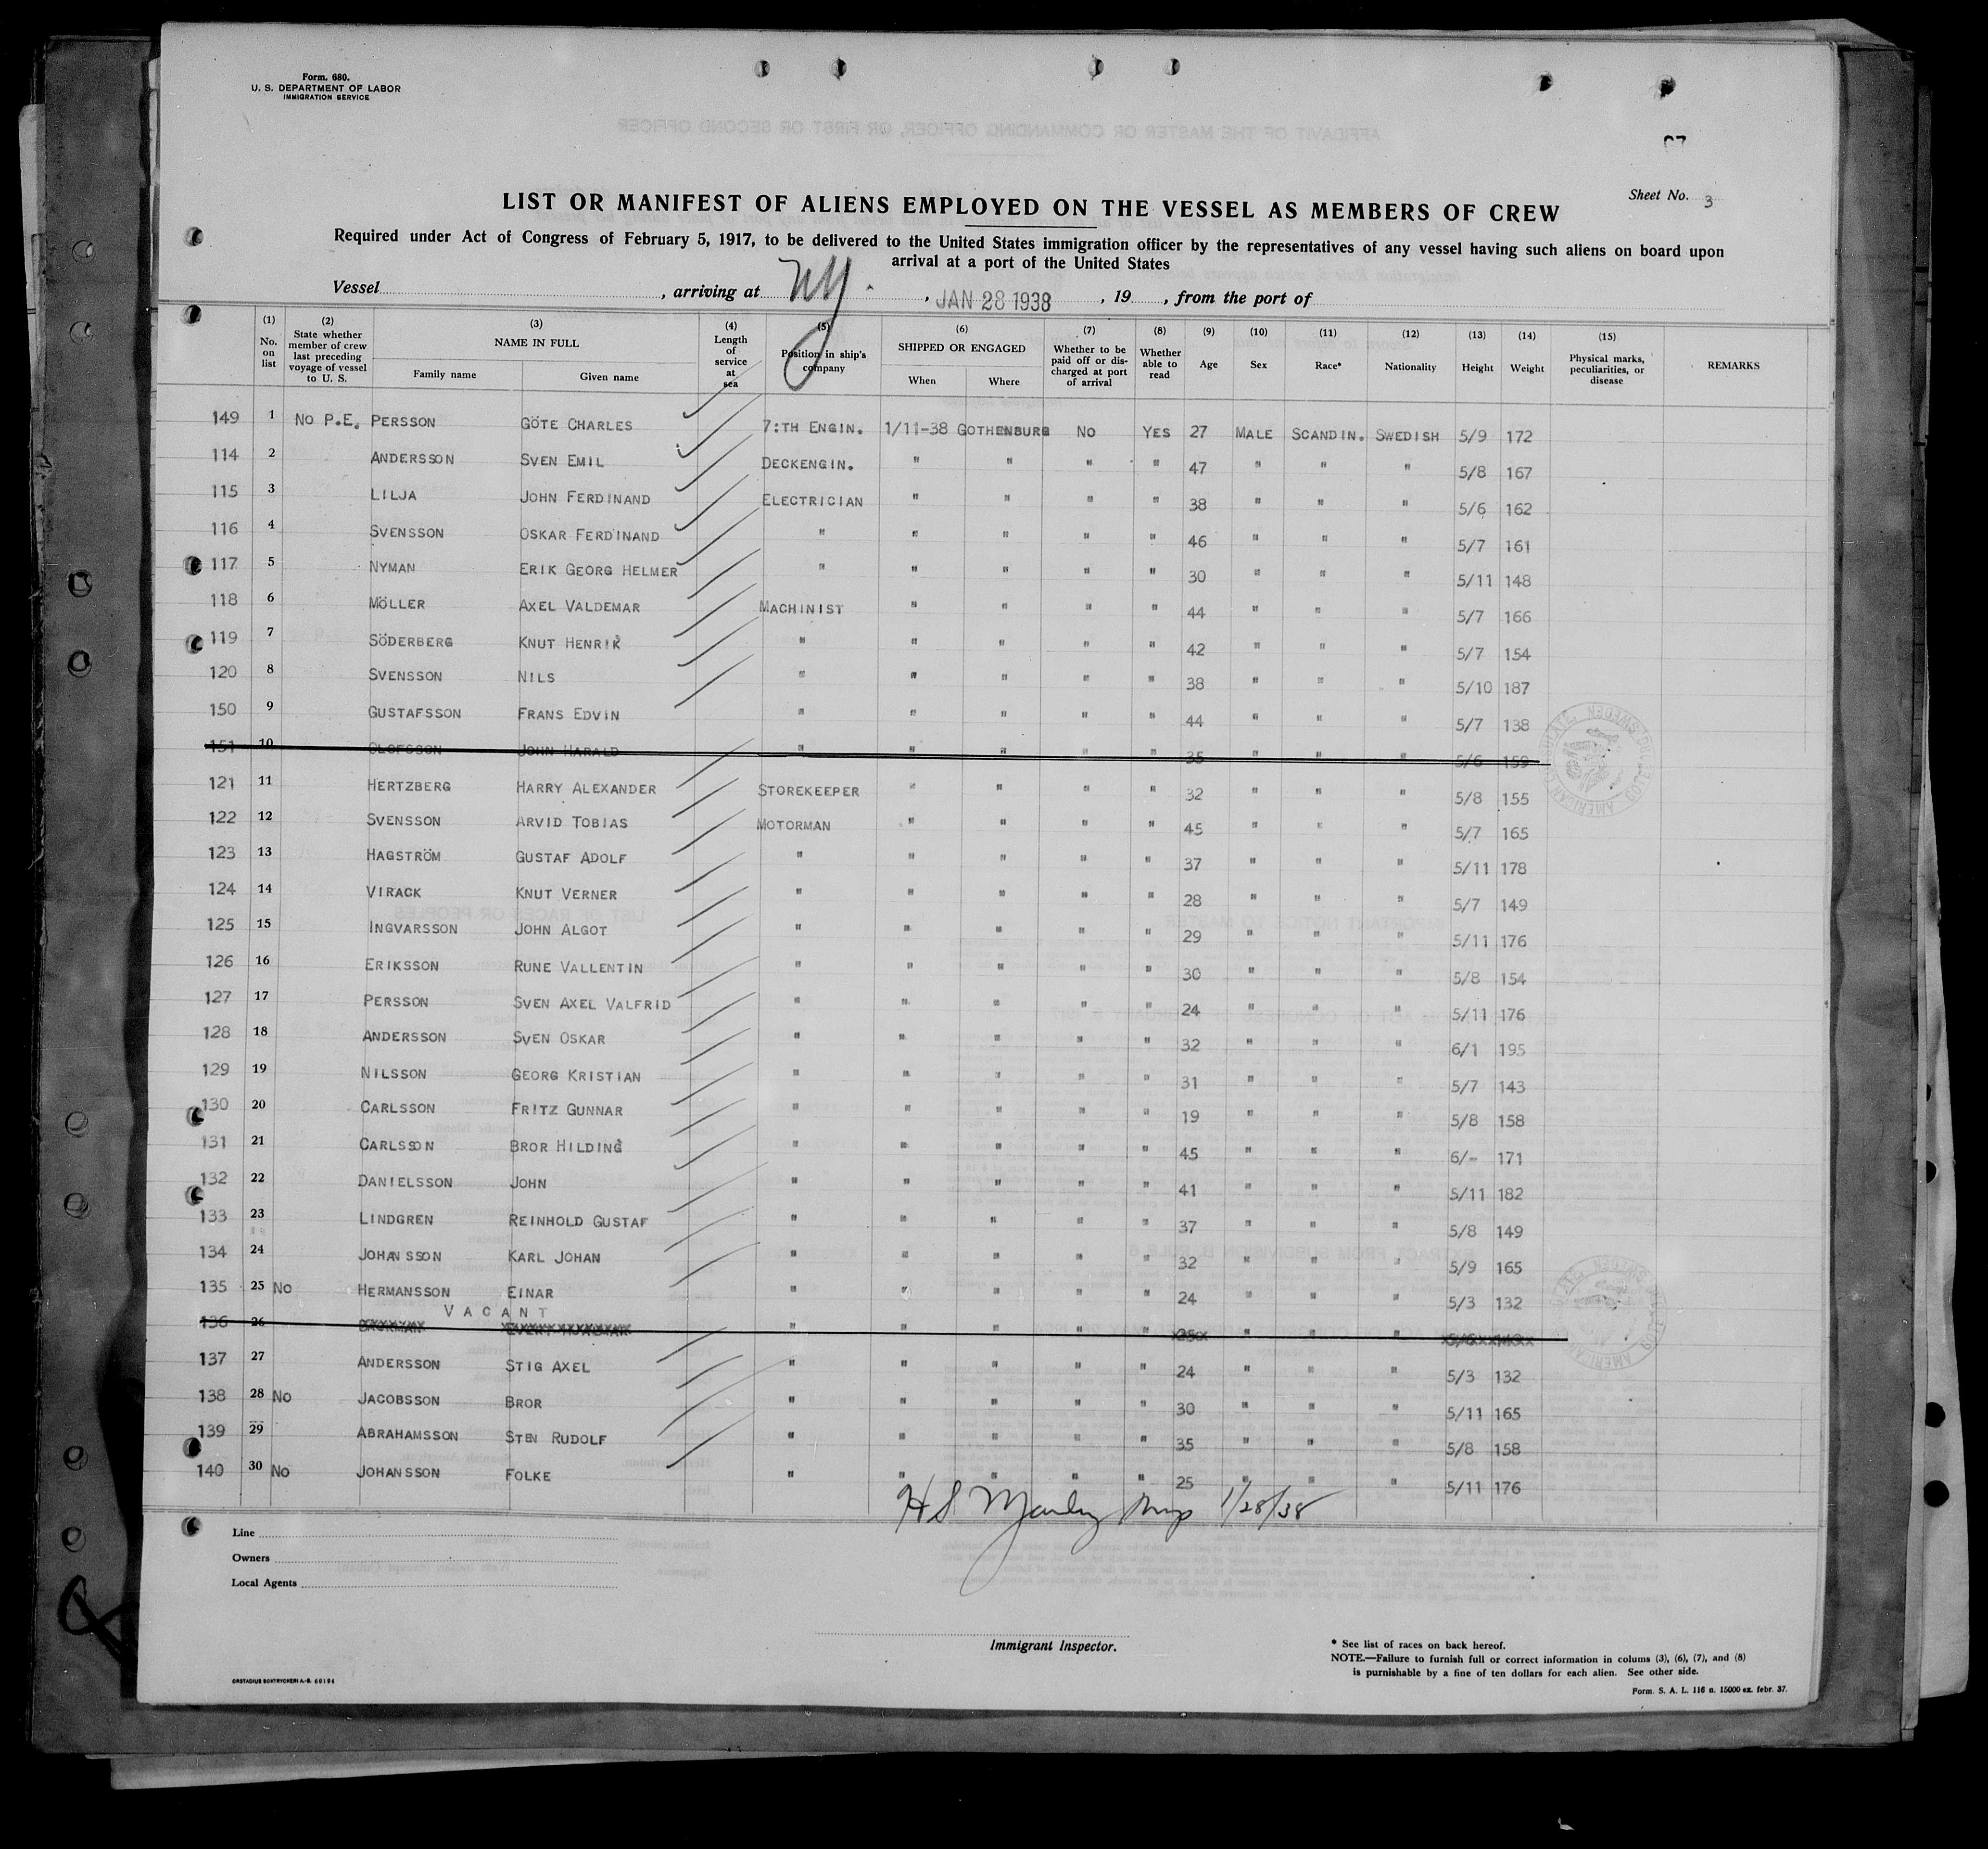 Form. 680.
U. S. DEPARTMENT OF LABOR
IMMIGRATION SERVICE
Sheet No. 3
LIST OR MANIFEST OF ALIENS EMPLOYED ON THE VESSEL AS MEMBERS OF CREW
Required under Act of Congress of February 5, 1917, to be delivered to the United States immigration officer by the representatives of any vessel having such aliens on board upon
arrival at a port of the United States
Vessel , arriving at NY. , JAN 28 1938 , 19 , from the port of
(1) No. on list (2) State whether member of crew last preceding voyage of vessel to U. S. (3) NAME IN FULL Family name Given name (4) Length of service at sea (5) Position in ship's company (6) SHIPPED OR ENGAGED When Where (7) Whether to be paid off or discharged at port of arrival (8) Whether able to read (9) Age (10) Sex (11) Race* (12) Nationality (13) Height (14) Weight (15) Physical marks, peculiarities, or disease REMARKS
149 1 NO P.E. PERSSON GÖTE CHARLES 7:TH ENGIN. 1/11-38 GOTHENBURG NO YES 27 MALE SCANDIN. SWEDISH 5/9 172
114 2 ANDERSSON SVEN EMIL DECKENGIN. " " " " 47 " " " 5/8 167
115 3 LILJA JOHN FERDINAND ELECTRICIAN " " " " 38 " " " 5/6 162
116 4 SVENSSON OSKAR FERDINAND " " " " " 46 " " " 5/7 161
117 5 NYMAN ERIK GEORG HELMER " " " " " 30 " " " 5/11 148
118 6 MÖLLER AXEL VALDEMAR MACHINIST " " " " 44 " " " 5/7 166
119 7 SÖDERBERG KNUT HENRIK " " " " " 42 " " " 5/7 154
120 8 SVENSSON NILS " " " " " 38 " " " 5/10 187
150 9 GUSTAFSSON FRANS EDVIN " " " " " 44 " " " 5/7 138
151 10 OLOFSSON JOHN HARALD " " " " " 35 " " " 5/6 159
121 11 HERTZBERG HARRY ALEXANDER STOREKEEPER " " " " 32 " " " 5/8 155
122 12 SVENSSON ARVID TOBIAS MOTORMAN " " " " 45 " " " 5/7 165
123 13 HAGSTRÖM GUSTAF ADOLF " " " " " 37 " " " 5/11 178
124 14 VIRACK KNUT VERNER " " " " " 28 " " " 5/7 149
125 15 INGVARSSON JOHN ALGOT " " " " " 29 " " " 5/11 176
126 16 ERIKSSON RUNE VALLENTIN " " " " " 30 " " " 5/8 154
127 17 PERSSON SVEN AXEL VALFRID " " " " " 24 " " " 5/11 176
128 18 ANDERSSON SVEN OSKAR " " " " " 32 " " " 6/1 195
129 19 NILSSON GEORG KRISTIAN " " " " " 31 " " " 5/7 143
130 20 CARLSSON FRITZ GUNNAR " " " " " 19 " " " 5/8 158
131 21 CARLSSON BROR HILDING " " " " " 45 " " " 6/- 171
132 22 DANIELSSON JOHN " " " " " 41 " " " 5/11 182
133 23 LINDGREN REINHOLD GUSTAF " " " " " 37 " " " 5/8 149
134 24 JOHANSSON KARL JOHAN " " " " " 32 " " " 5/9 165
135 25 NO HERMANSSON EINAR " " " " " 24 " " " 5/3 132
VACANT
136 26 " " " " " " " "
137 27 ANDERSSON STIG AXEL " " " " " 24 " " " 5/3 132
138 28 NO JACOBSSON BROR " " " " " 30 " " " 5/11 165
139 29 ABRAHAMSSON STEN RUDOLF " " " " " 35 " " " 5/8 158
140 30 NO JOHANSSON FOLKE " " " " " 25 " " " 5/11 176
1/28/38
Line
Owners
Local Agents
Immigrant Inspector.
* See list of races on back hereof.
NOTE.—Failure to furnish full or correct information in colums (3), (6), (7), and (8)
is purnishable by a fine of ten dollars for each alien. See other side.
Form. S. A. L. 116 a. 15000 ex. febr. 37.